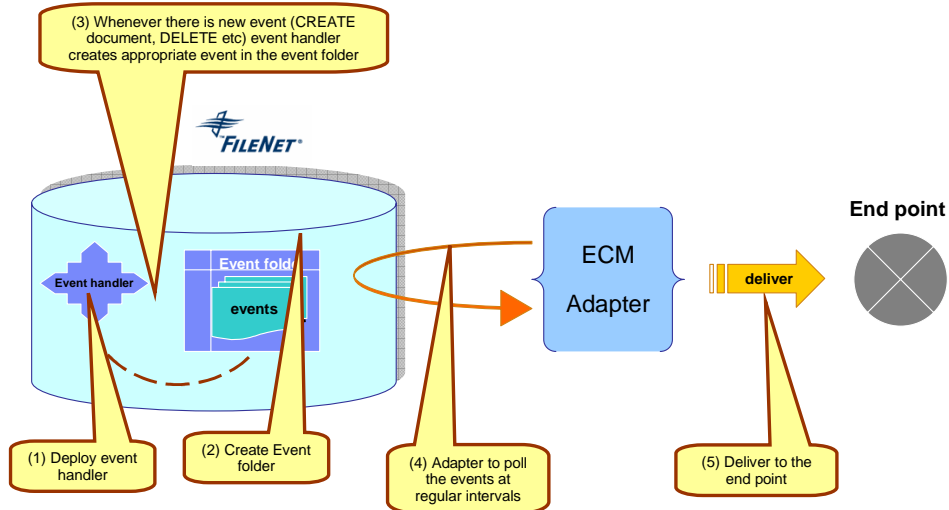 (3) Whenever there is new event (CREATE
document, DELETE etc) event handler
creates appropriate event in the event folder
FILENET®
End point
Event folder
Event handler
events
ECM
Adapter
deliver
(1) Deploy event
handler
(2) Create Event
folder
(4) Adapter to poll
the events at
regular intervals
(5) Deliver to the
end point